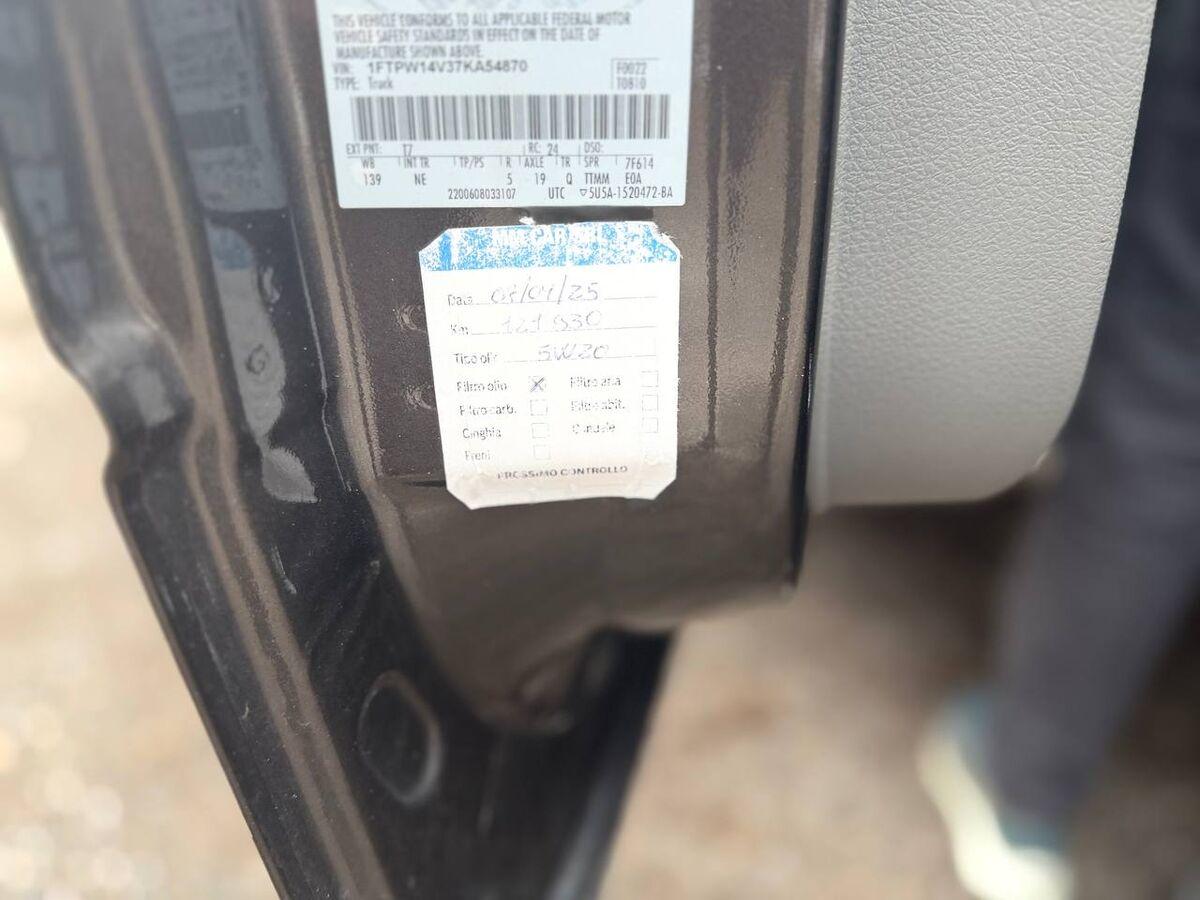 THIS VEHICLE CONFORMS TO ALL APPLICABLE FEDERAL MOTOR
VEHICLE SAFETY STANDARDS IN EFFECT ON THE DATE OF
MANUFACTURE SHOWN ABOVE.
VIN: 1FTPW14V37KA54870 F0022
TYPE: Truck T0810
EXT PNT: T7 RC: 24 DSO:
WB INT TR TP/PS R AXLE TR SPR 7F614
139 NE 5 19 Q TTMM E0A
2200608033107 UTC ▽5U5A-1520472-BA
Data 07/04/25
Km 121 830
Tipo olio 5W20
Filtro olio X Filtro aria
Filtro carb. Filtro abit.
Cinghia Candele
Freni
PROSSIMO CONTROLLO